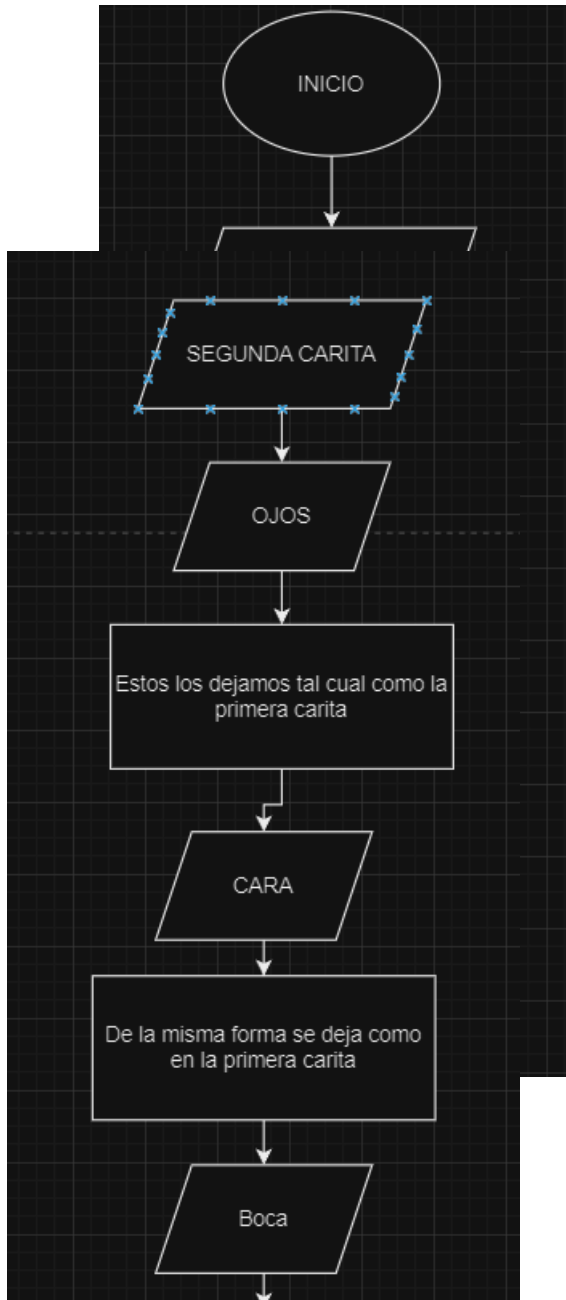 INICIO
SEGUNDA CARITA
OJOS
Estos los dejamos tal cual como la
primera carita
CARA
De la misma forma se deja como
en la primera carita
Boca